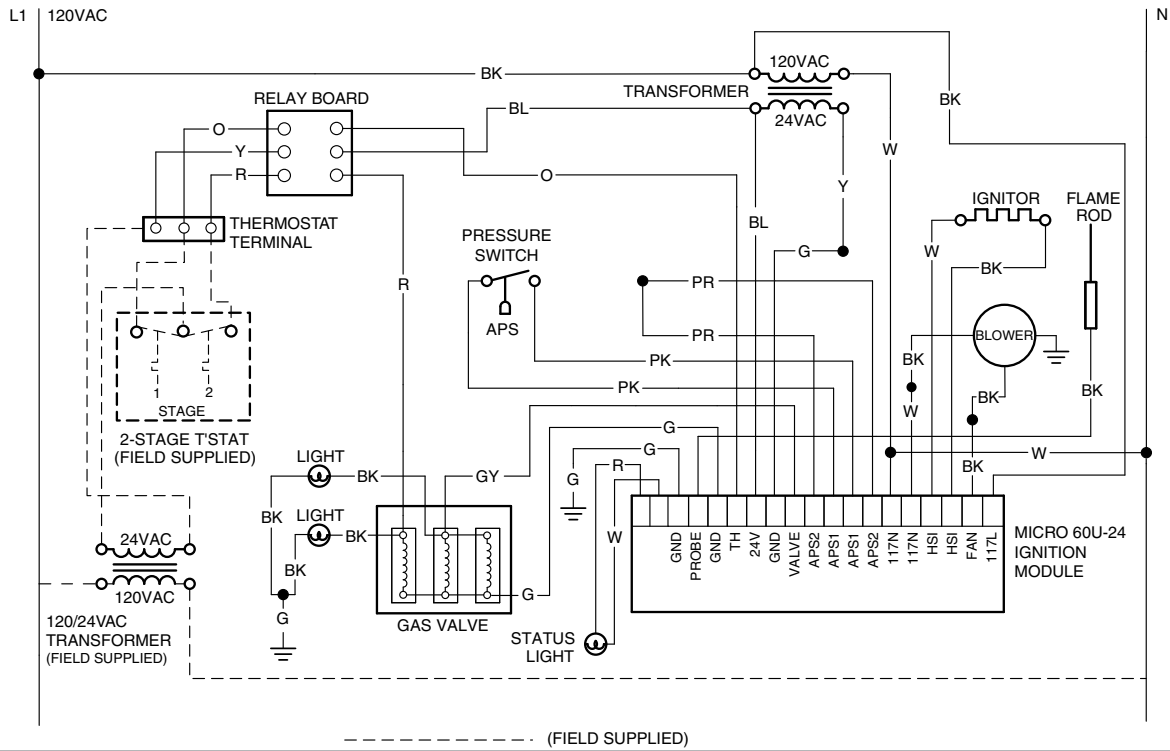 L1 120VAC N
BK
120VAC
TRANSFORMER
24VAC
BK
RELAY BOARD
BL
O
Y
R
W
O
Y
IGNITOR
FLAME
ROD
THERMOSTAT
TERMINAL
BL
PRESSURE
SWITCH
APS
W
G
BK
R
PR
PR
BLOWER
PK
BK
PK
BK
BK
W
1 2
STAGE
2-STAGE T'STAT
(FIELD SUPPLIED)
G
G
R
W
LIGHT
BK
GY
G
BK
BK
LIGHT
BK
BK
W
24VAC
120VAC
G
G
120/24VAC
TRANSFORMER
(FIELD SUPPLIED)
GAS VALVE
STATUS
LIGHT
GND
PROBE
GND
TH
24V
GND
VALVE
APS2
APS1
APS1
APS2
117N
117N
HSI
HSI
FAN
117L
MICRO 60U-24
IGNITION
MODULE
(FIELD SUPPLIED)